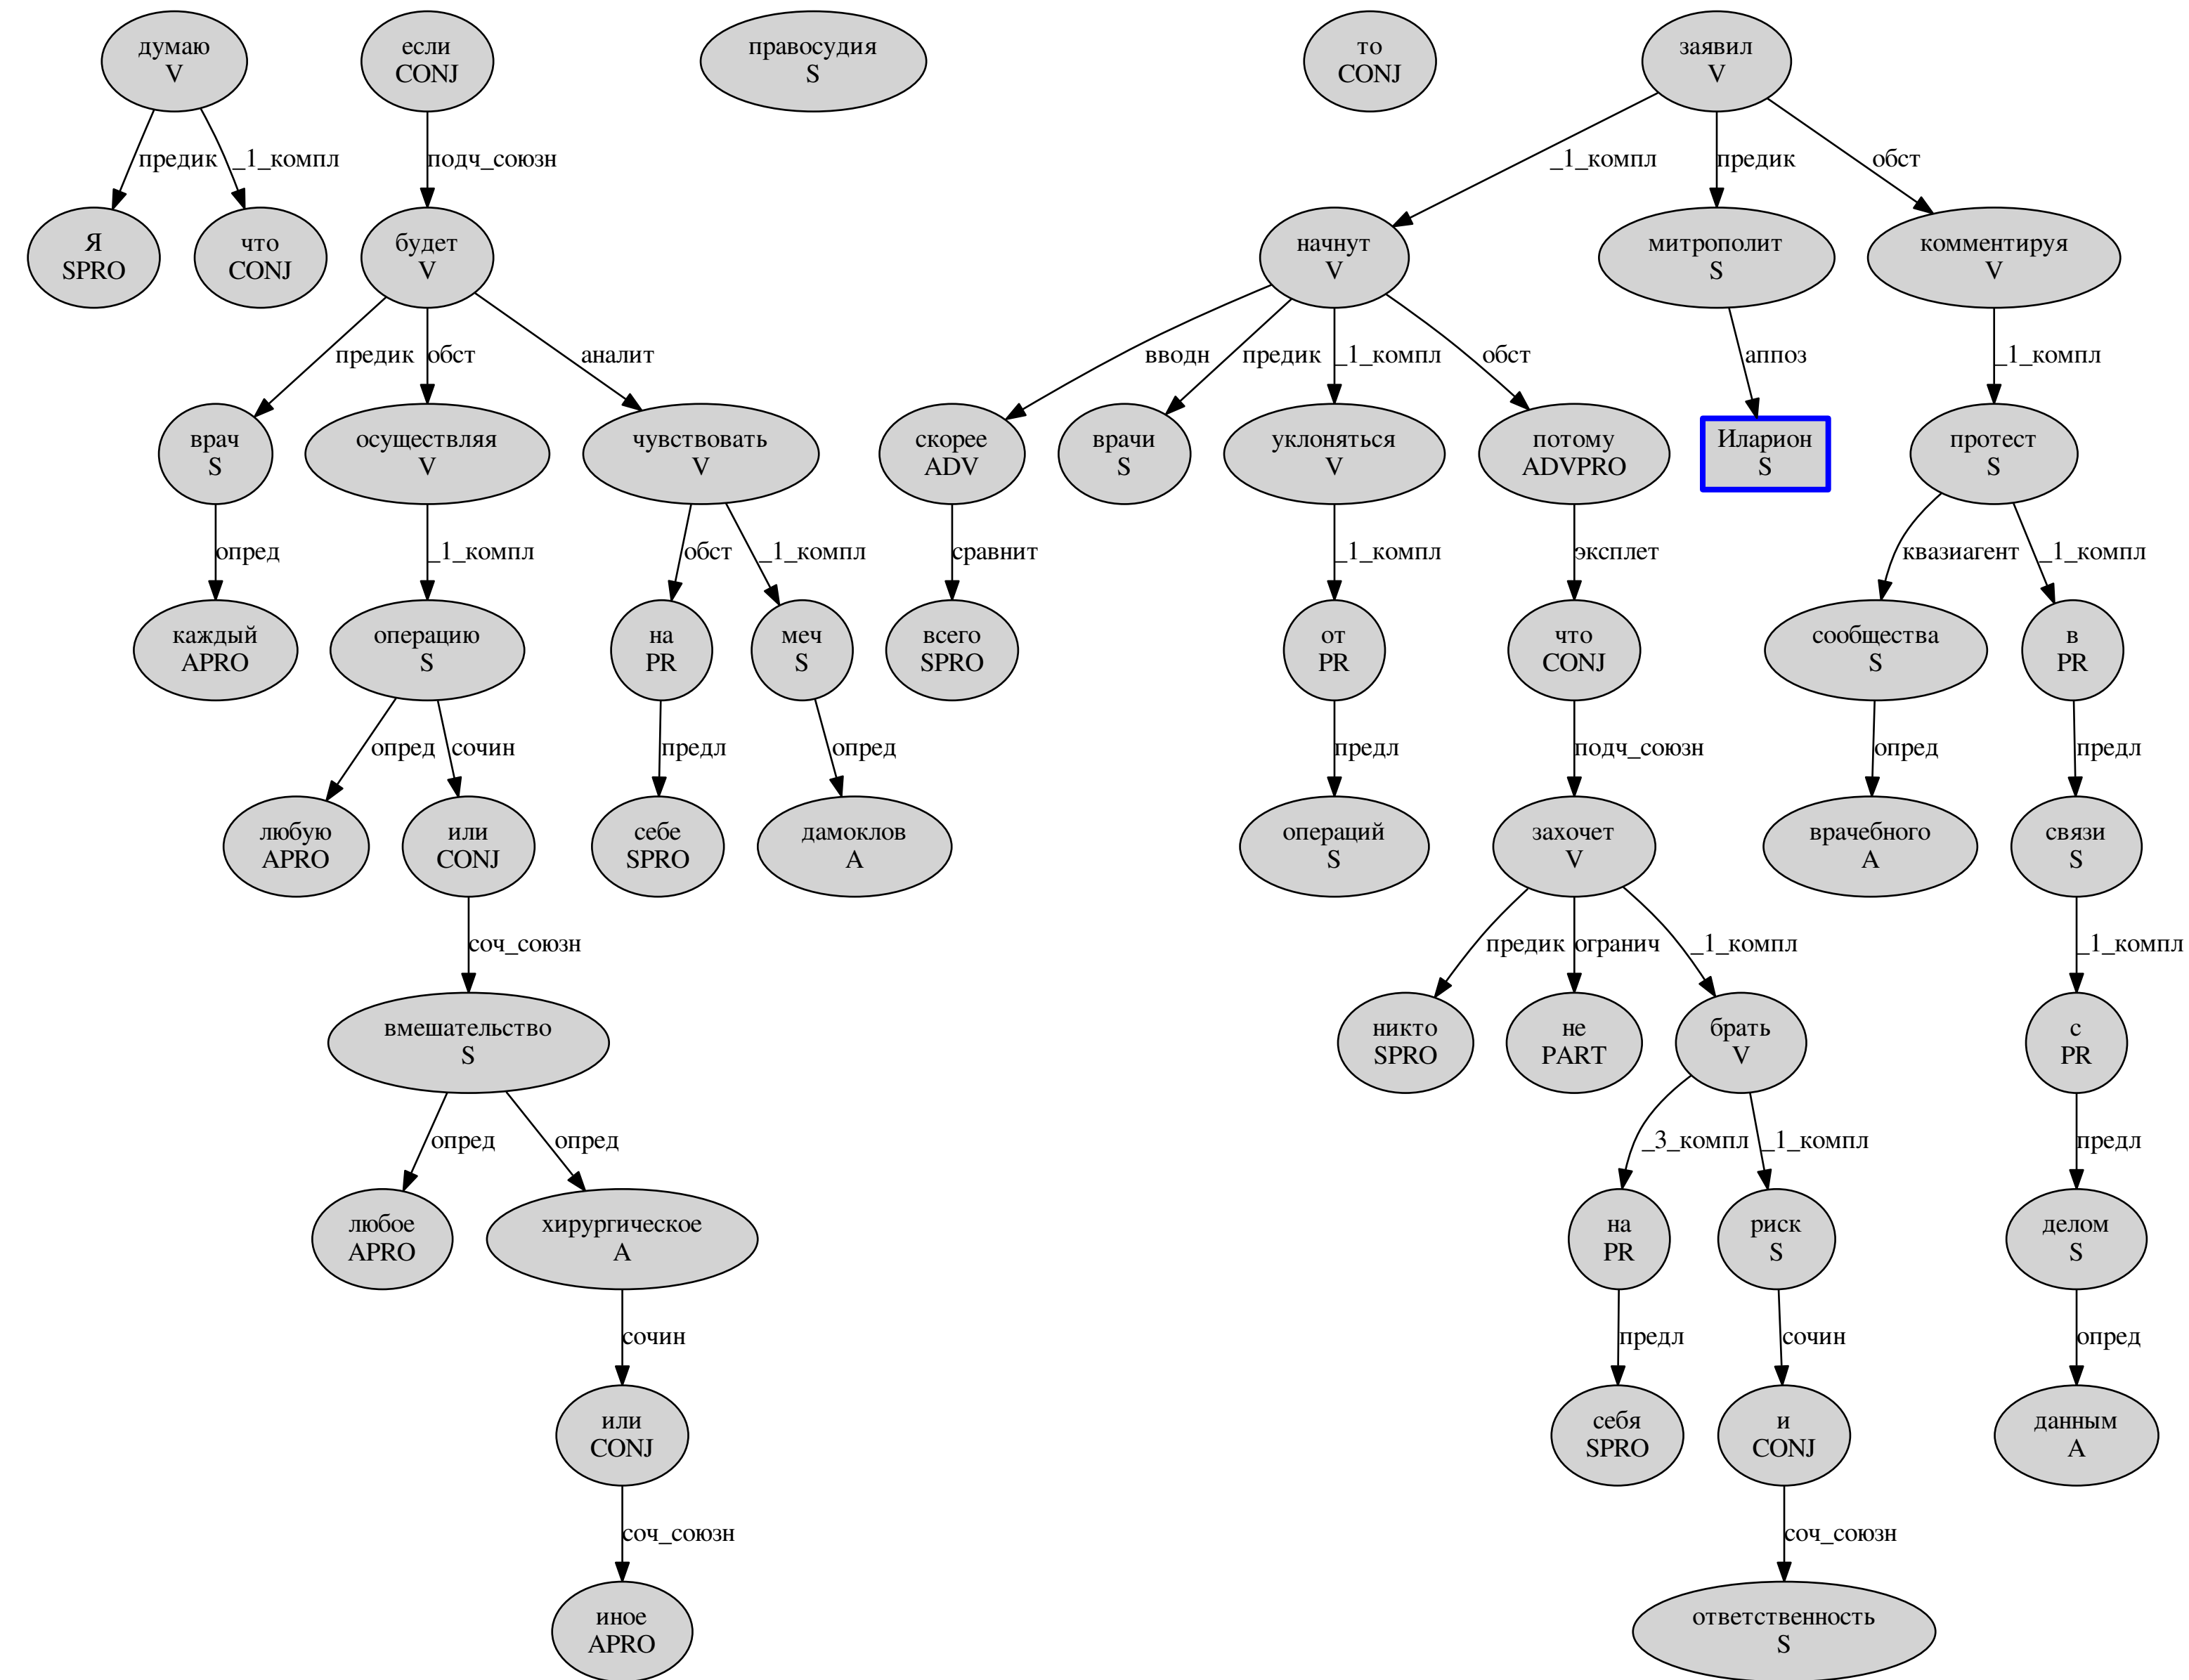 думаю
V
если
CONJ
правосудия
S
то
CONJ
заявил
V
предик
_1_компл
подч_союзн
_1_компл
предик
обст
Я
SPRO
что
CONJ
будет
V
начнут
V
митрополит
S
комментируя
V
предик
обст
аналит
вводн
предик
_1_компл
обст
аппоз
_1_компл
врач
S
осуществляя
V
чувствовать
V
скорее
ADV
врачи
S
уклоняться
V
потому
ADVPRO
Иларион
S
протест
S
опред
_1_компл
обст
_1_компл
сравнит
_1_компл
эксплет
квазиагент
_1_компл
каждый
APRO
операцию
S
на
PR
меч
S
всего
SPRO
от
PR
что
CONJ
сообщества
S
в
PR
опред
сочин
предл
опред
предл
подч_союзн
опред
предл
любую
APRO
или
CONJ
себе
SPRO
дамоклов
A
операций
S
захочет
V
врачебного
A
связи
S
соч_союзн
предик
огранич
_1_компл
_1_компл
вмешательство
S
никто
SPRO
не
PART
брать
V
с
PR
опред
опред
_3_компл
_1_компл
предл
любое
APRO
хирургическое
A
на
PR
риск
S
делом
S
сочин
предл
сочин
опред
или
CONJ
себя
SPRO
и
CONJ
данным
A
соч_союзн
соч_союзн
иное
APRO
ответственность
S